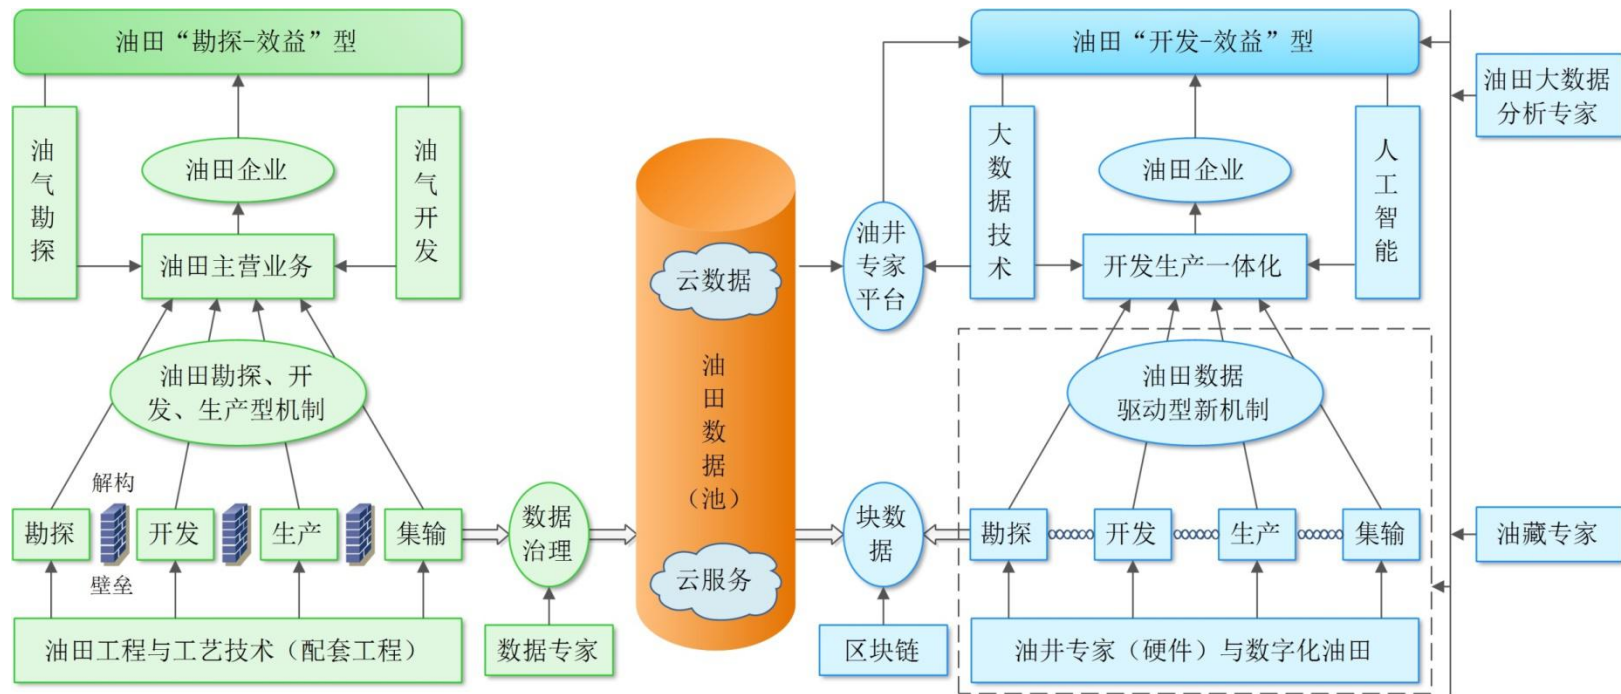 油田“勘探-效益”型
油气勘探
油田企业
油气开发
油田主营业务
油田勘探、开
发、生产型机制
解构
勘探
开发
生产
集输
壁垒
油田工程与工艺技术（配套工程）
数据
治理
数据专家
云数据
油田数据（池）
云服务
油井
专家
平台
块数
据
区块链
油田“开发-效益”型
大数据技术
油田企业
人工智能
开发生产一体化
油田数据
驱动型新机制
勘探
开发
生产
集输
油井专家（硬件）与数字化油田
油田大数据
分析专家
油藏专家